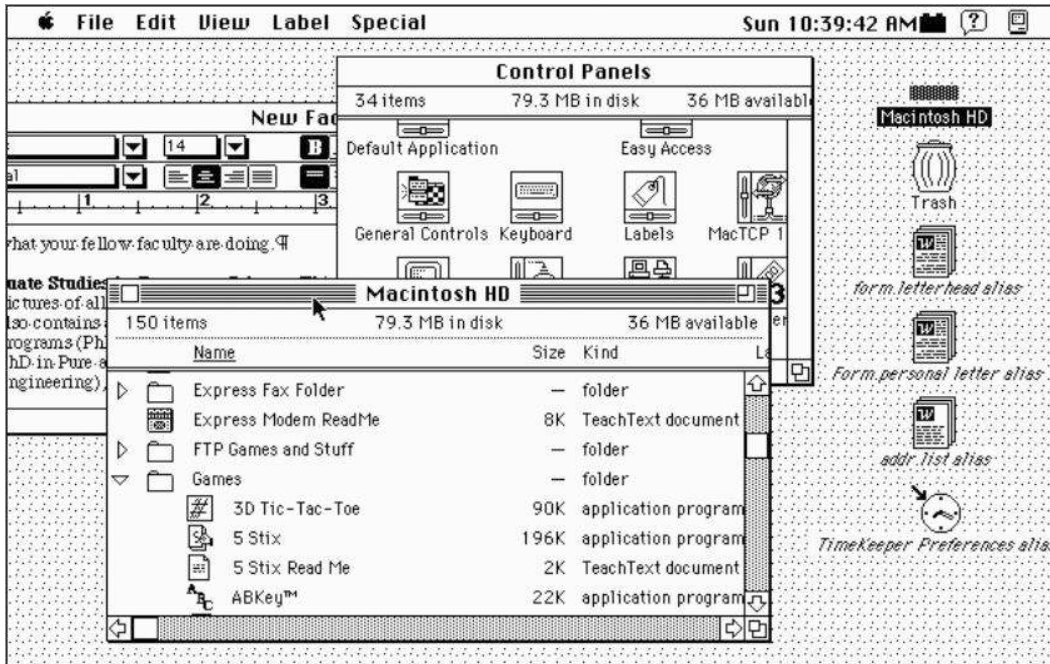 File Edit View Label Special Sun 10:39:42 AM
Control Panels
34 items 79.3 MB in disk 36 MB availabl
Default Application Easy Access
General Controls Keyboard Labels MacTCP 1
New Fac
14 B
1 2 3
what your fellow faculty are doing.¶
uate Studies
ictures of all
lso contains
rograms (Ph
hD in Pure a
ngineering),
Macintosh HD
150 items 79.3 MB in disk 36 MB available
Name Size Kind La
Express Fax Folder – folder
Express Modem ReadMe 8K TeachText document
FTP Games and Stuff – folder
Games – folder
3D Tic-Tac-Toe 90K application program
5 Stix 196K application program
5 Stix Read Me 2K TeachText document
ABKey™ 22K application program
Macintosh HD
Trash
form.letterhead alias
Form.personal letter alias
addr.list alias
TimeKeeper Preferences alias